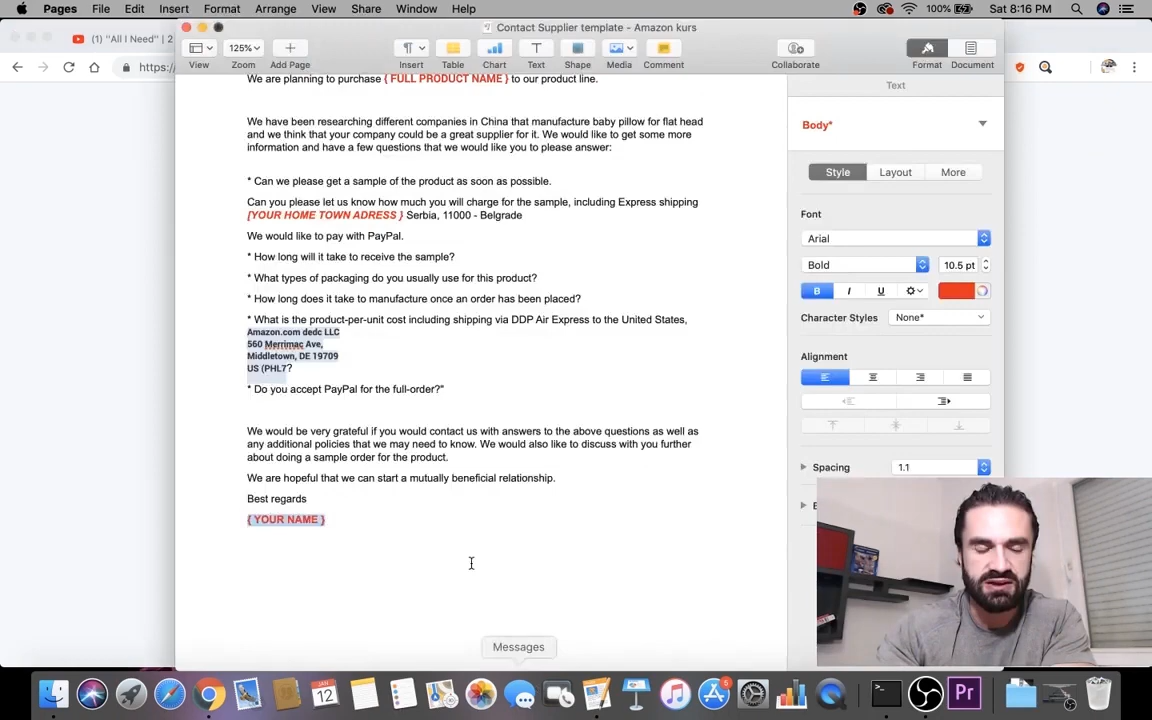 Pages File Edit Insert Format Arrange View Share Window Help
100% Sat 8:16 PM
(1) "All I Need" | 2
https:/
Contact Supplier template - Amazon kurs
125%
View Zoom Add Page Insert Table Chart Text Shape Media Comment Collaborate Format Document
We are planning to purchase { FULL PRODUCT NAME } to our product line.
We have been researching different companies in China that manufacture baby pillow for flat head
and we think that your company could be a great supplier for it. We would like to get some more
information and have a few questions that we would like you to please answer:
* Can we please get a sample of the product as soon as possible.
Can you please let us know how much you will charge for the sample, including Express shipping
[YOUR HOME TOWN ADRESS } Serbia, 11000 - Belgrade
We would like to pay with PayPal.
* How long will it take to receive the sample?
* What types of packaging do you usually use for this product?
* How long does it take to manufacture once an order has been placed?
* What is the product-per-unit cost including shipping via DDP Air Express to the United States,
Amazon.com dedc LLC
560 Merrimac Ave,
Middletown, DE 19709
US (PHL7?
* Do you accept PayPal for the full-order?"
We would be very grateful if you would contact us with answers to the above questions as well as
any additional policies that we may need to know. We would also like to discuss with you further
about doing a sample order for the product.
We are hopeful that we can start a mutually beneficial relationship.
Best regards
{ YOUR NAME }
Text
Body*
Style Layout More
Font
Arial
Bold 10.5 pt
B I U
Character Styles None*
Alignment
Spacing 1.1
Messages
JAN
12
5
Pr